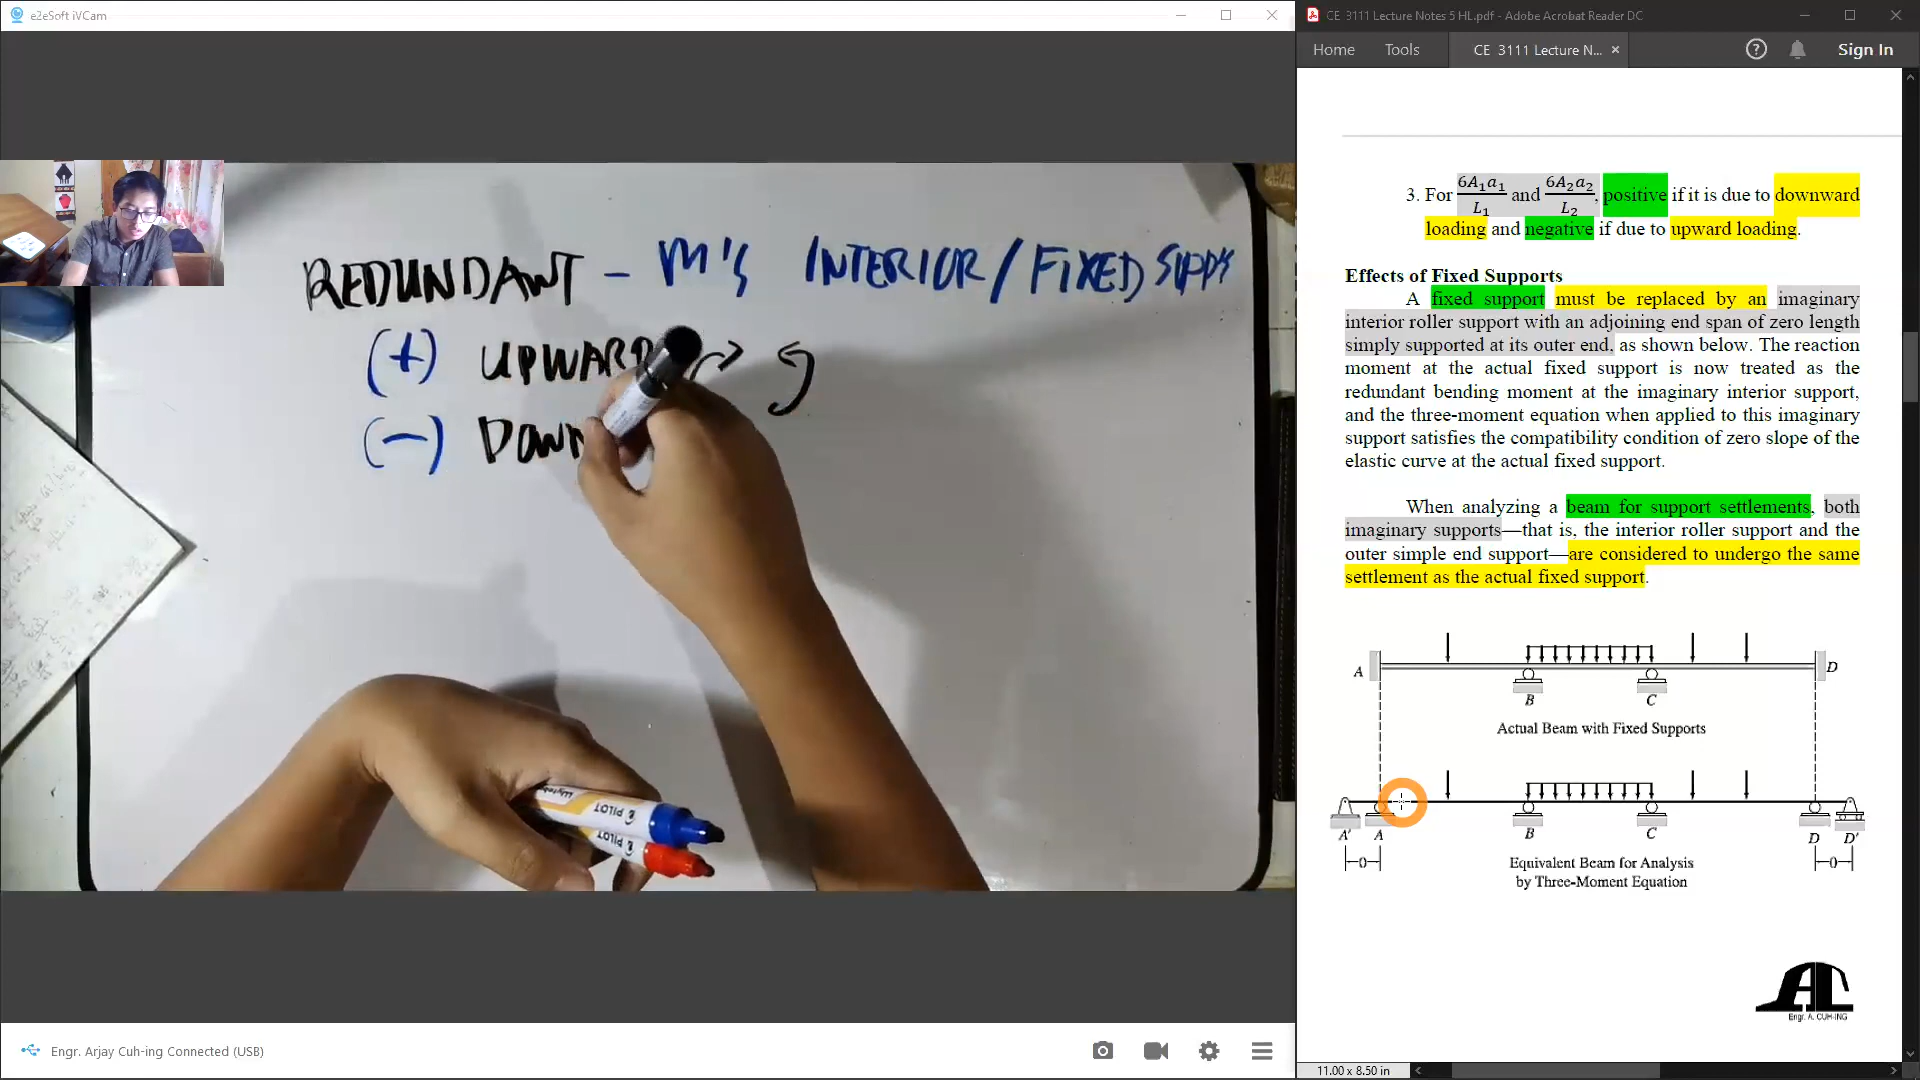 e2eSoft iVCam
REDUNDANT - M's INTERIOR / FIXED SUPPS
(+) UPWARD
(-) DOWN
PILOT
PILOT
Engr. Arjay Cuh-ing Connected (USB)
CE 3111 Lecture Notes 5 HL.pdf - Adobe Acrobat Reader DC
Home Tools CE 3111 Lecture N... × ? Sign In
3. For 6A₁a₁/L₁ and 6A₂a₂/L₂, positive if it is due to downward
loading and negative if due to upward loading.
Effects of Fixed Supports
A fixed support must be replaced by an imaginary
interior roller support with an adjoining end span of zero length
simply supported at its outer end, as shown below. The reaction
moment at the actual fixed support is now treated as the
redundant bending moment at the imaginary interior support,
and the three-moment equation when applied to this imaginary
support satisfies the compatibility condition of zero slope of the
elastic curve at the actual fixed support.
When analyzing a beam for support settlements, both
imaginary supports—that is, the interior roller support and the
outer simple end support—are considered to undergo the same
settlement as the actual fixed support.
A D
B C
Actual Beam with Fixed Supports
A' A B C D D'
0 0
Equivalent Beam for Analysis
by Three-Moment Equation
Engr. A. CUH-ING
11.00 x 8.50 in